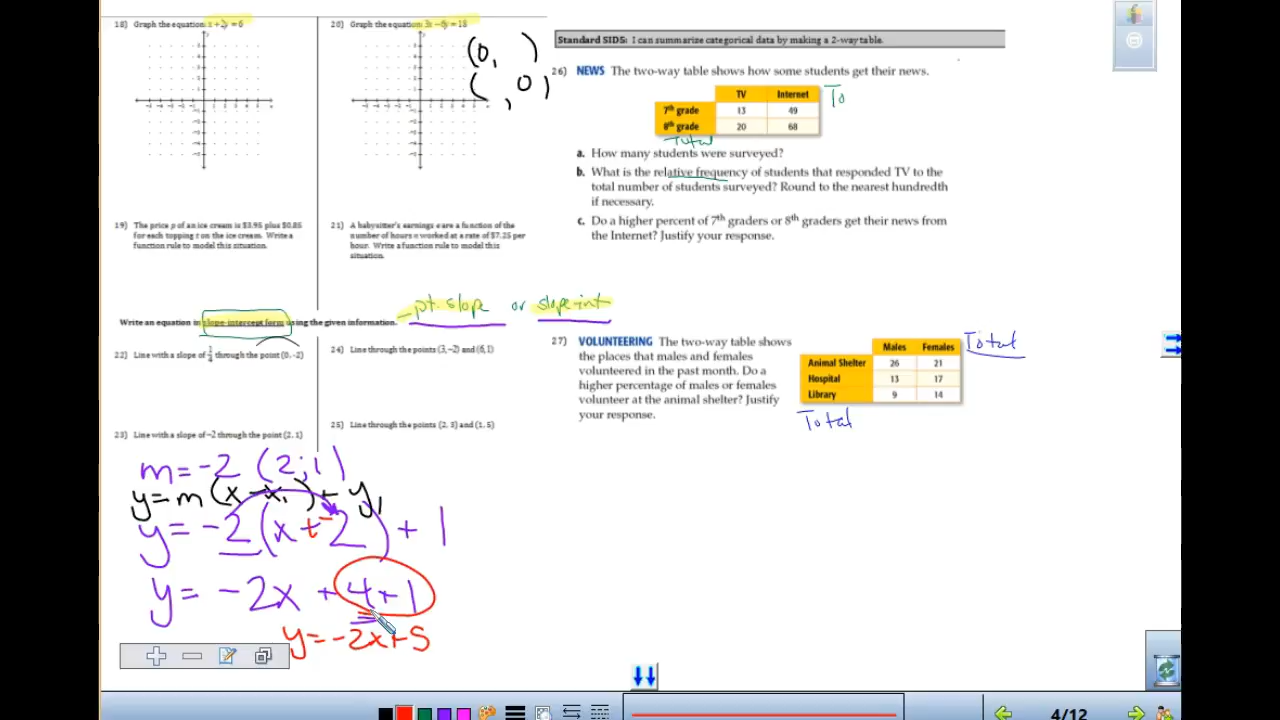 18) Graph the equation: x + 2y = 6
20) Graph the equation: 3x – 6y = 18
(0, )
( , 0)
19) The price p of an ice cream is $3.95 plus $0.85
for each topping t on the ice cream. Write a
function rule to model this situation.
21) A babysitter's earnings e are a function of the
number of hours n worked at a rate of $7.25 per
hour. Write a function rule to model this
situation.
pt. slope or slope-int
Write an equation in slope-intercept form using the given information.
22) Line with a slope of 3/4 through the point (0, -2)
24) Line through the points (3, –2) and (6, 1)
23) Line with a slope of –2 through the point (2, 1)
25) Line through the points (2, 3) and (1, 5)
m = -2 (2, 1)
y = m (x - x1) + y1
y = -2 (x + - 2) + 1
y = -2x + 4 + 1
y = -2x + 5
Standard SID5: I can summarize categorical data by making a 2-way table.
26) NEWS The two-way table shows how some students get their news.
TV Internet To
7th grade 13 49
8th grade 20 68
Total
a. How many students were surveyed?
b. What is the relative frequency of students that responded TV to the
total number of students surveyed? Round to the nearest hundredth
if necessary.
c. Do a higher percent of 7th graders or 8th graders get their news from
the Internet? Justify your response.
27) VOLUNTEERING The two-way table shows
the places that males and females
volunteered in the past month. Do a
higher percentage of males or females
volunteer at the animal shelter? Justify
your response.
Males Females Total
Animal Shelter 26 21
Hospital 13 17
Library 9 14
Total
4/12